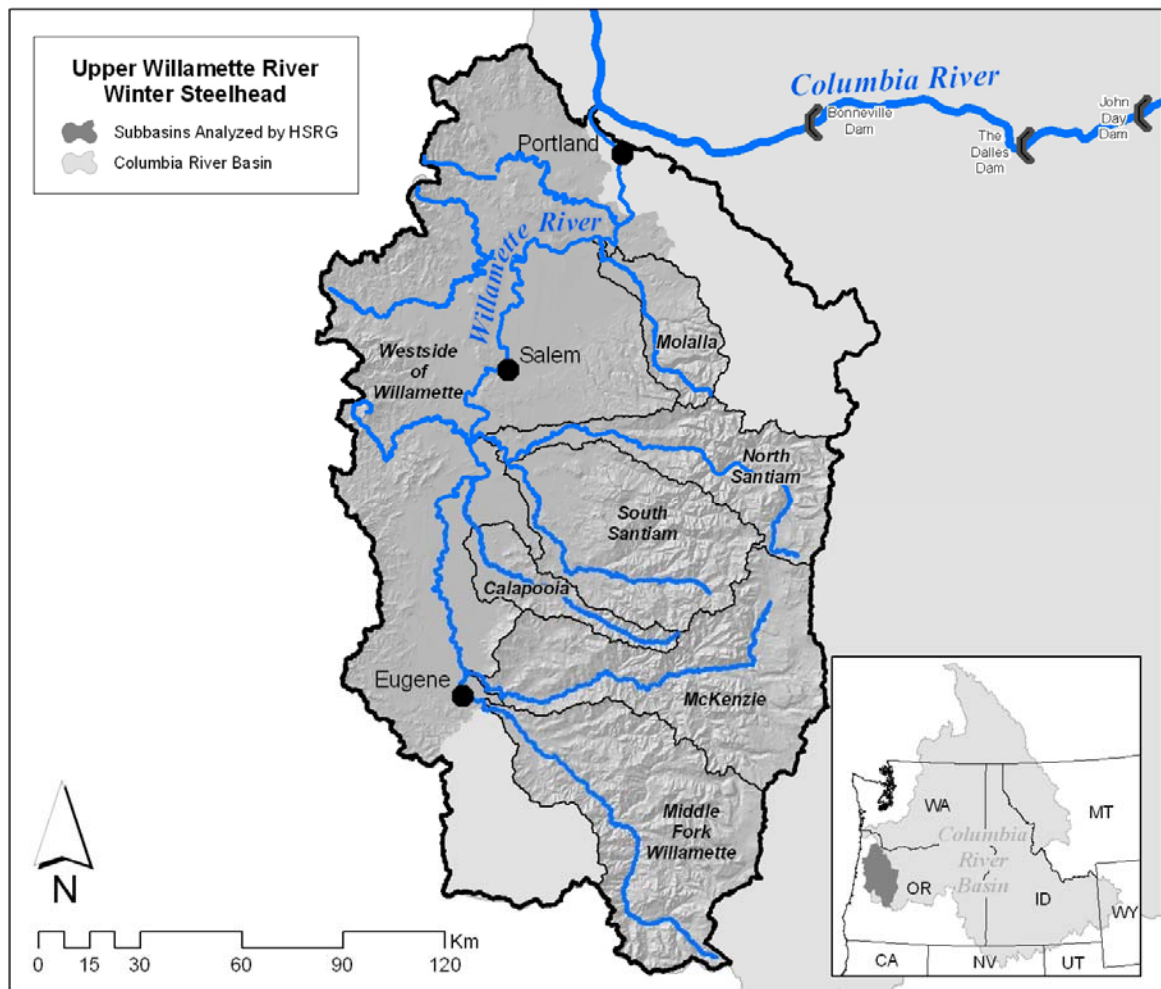 Upper Willamette River
Winter Steelhead
Subbasins Analyzed by HSRG
Columbia River Basin
Columbia River
Bonneville
Dam
The
Dalles
Dam
John
Day
Dam
Portland
Willamette River
Molalla
Salem
Westside
of
Willamette
North
Santiam
South
Santiam
Calapooia
Eugene
McKenzie
Middle
Fork
Willamette
N
Km
0 15 30 60 90 120
WA
MT
Columbia
River
Basin
OR
ID
WY
CA
NV
UT